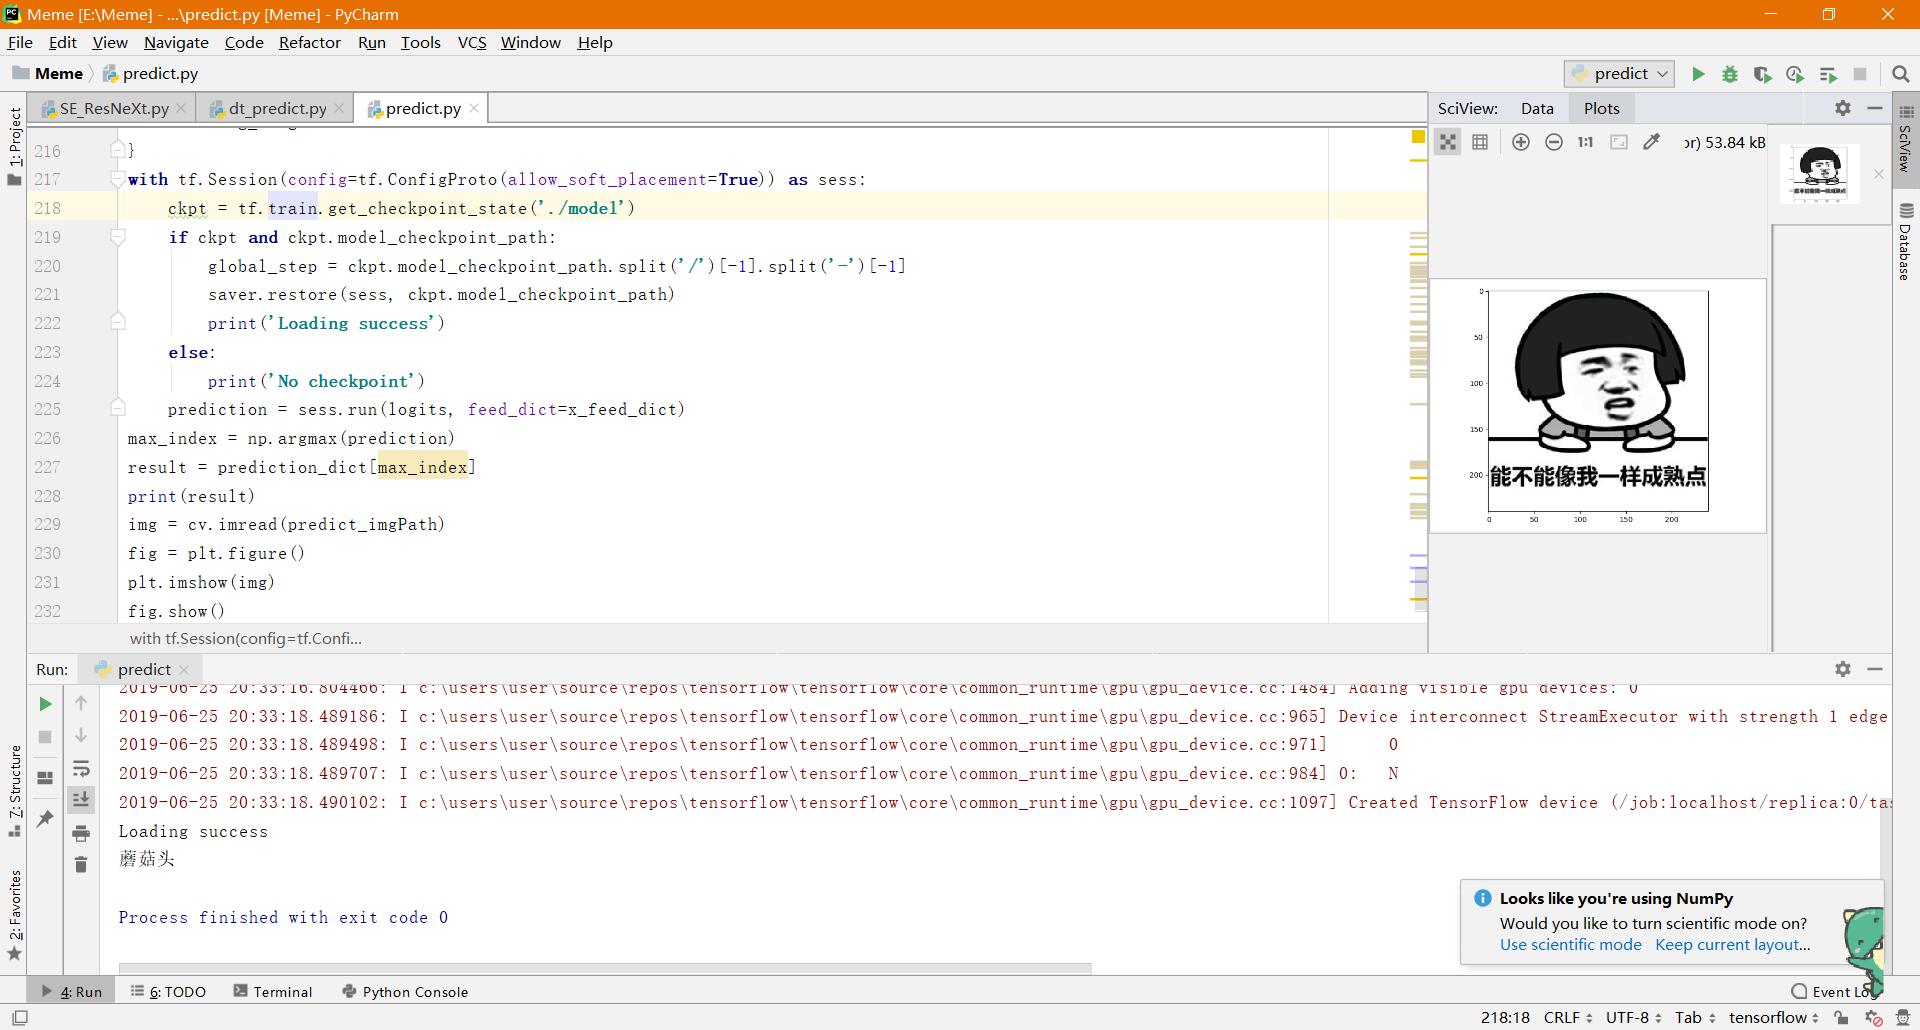 Meme [E:\Meme] - ...\predict.py [Meme] - PyCharm
File Edit View Navigate Code Refactor Run Tools VCS Window Help
Meme predict.py
predict
SE_ResNeXt.py dt_predict.py predict.py
1: Project
216 }
217 with tf.Session(config=tf.ConfigProto(allow_soft_placement=True)) as sess:
218 ckpt = tf.train.get_checkpoint_state('./model')
219 if ckpt and ckpt.model_checkpoint_path:
220 global_step = ckpt.model_checkpoint_path.split('/')[-1].split('-')[-1]
221 saver.restore(sess, ckpt.model_checkpoint_path)
222 print('Loading success')
223 else:
224 print('No checkpoint')
225 prediction = sess.run(logits, feed_dict=x_feed_dict)
226 max_index = np.argmax(prediction)
227 result = prediction_dict[max_index]
228 print(result)
229 img = cv.imread(predict_imgPath)
230 fig = plt.figure()
231 plt.imshow(img)
232 fig.show()
with tf.Session(config=tf.Confi...
SciView: Data Plots
1:1 or) 53.84 kB
0
50
100
150
200
能不能像我一样成熟点
0 50 100 150 200
SciView
Database
Run: predict
2019-06-25 20:33:16.804466: I c:\users\user\source\repos\tensorflow\tensorflow\core\common_runtime\gpu\gpu_device.cc:1484] Adding visible gpu devices: 0
2019-06-25 20:33:18.489186: I c:\users\user\source\repos\tensorflow\tensorflow\core\common_runtime\gpu\gpu_device.cc:965] Device interconnect StreamExecutor with strength 1 edge
2019-06-25 20:33:18.489498: I c:\users\user\source\repos\tensorflow\tensorflow\core\common_runtime\gpu\gpu_device.cc:971] 0
2019-06-25 20:33:18.489707: I c:\users\user\source\repos\tensorflow\tensorflow\core\common_runtime\gpu\gpu_device.cc:984] 0: N
2019-06-25 20:33:18.490102: I c:\users\user\source\repos\tensorflow\tensorflow\core\common_runtime\gpu\gpu_device.cc:1097] Created TensorFlow device (/job:localhost/replica:0/tas
Loading success
蘑菇头
Process finished with exit code 0
7: Structure
2: Favorites
Looks like you're using NumPy
Would you like to turn scientific mode on?
Use scientific mode Keep current layout...
4: Run 6: TODO Terminal Python Console Event Log
218:18 CRLF UTF-8 Tab tensorflow